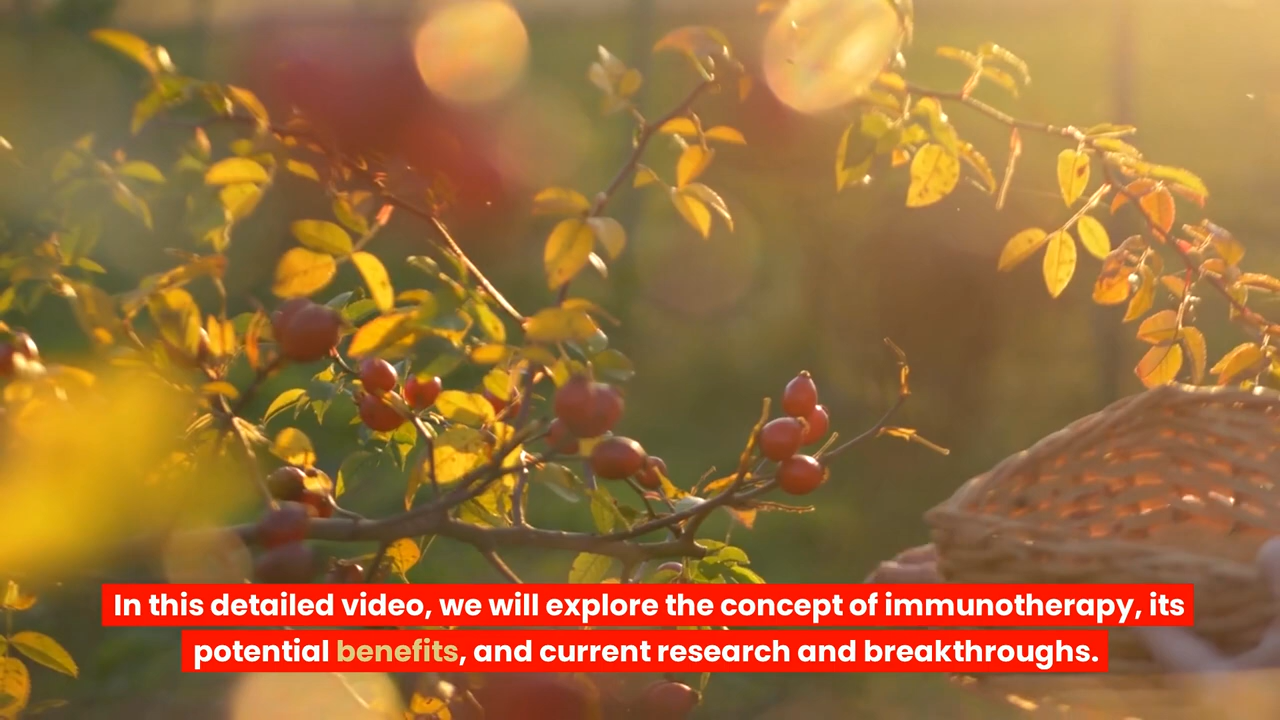 In this detailed video, we will explore the concept of immunotherapy, its
potential benefits, and current research and breakthroughs.